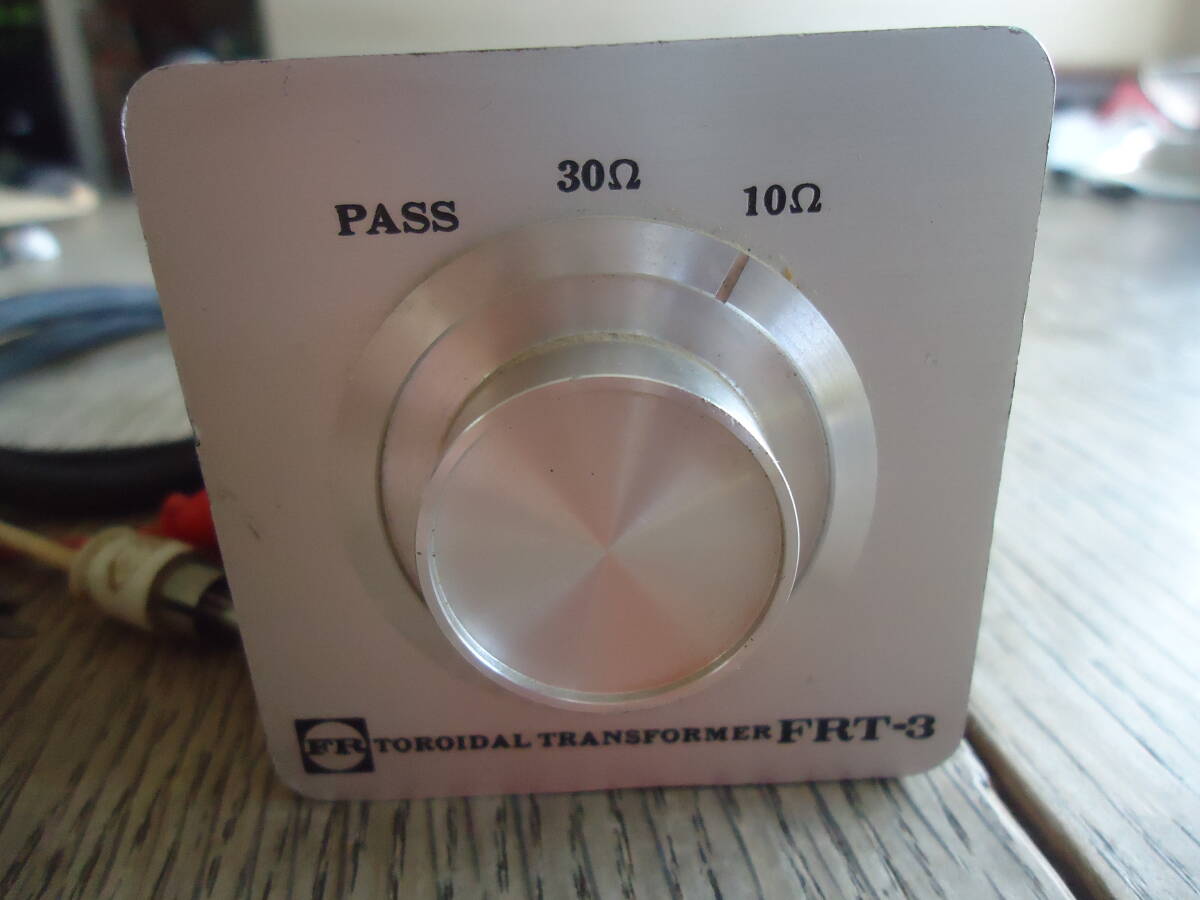 PASS 30Ω 10Ω
FR TOROIDAL TRANSFORMER FRT-3